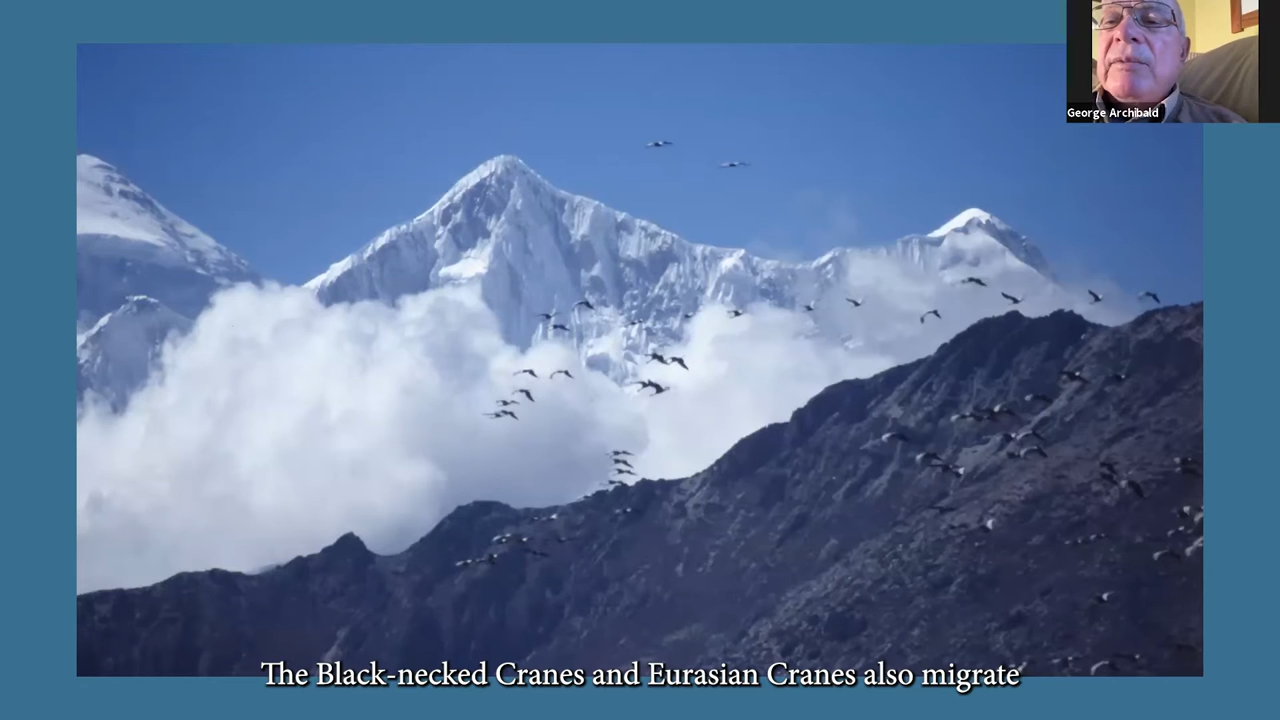 George Archibald
The Black-necked Cranes and Eurasian Cranes also migrate